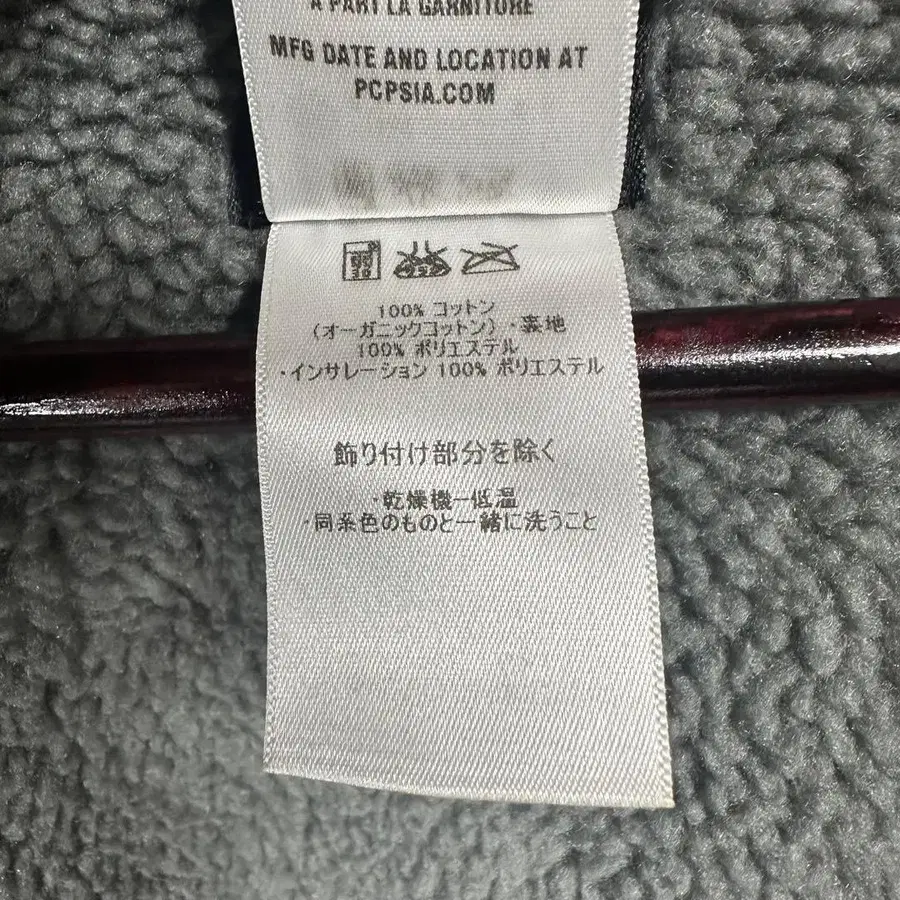 A PART LA GARNITURE
MFG DATE AND LOCATION AT
PCPSIA.COM
100% コットン
(オーガニックコットン)・裏地
100% ポリエステル
・インサレーション 100% ポリエステル
飾り付け部分を除く
・乾燥機ー低温
・同系色のものと一緒に洗うこと